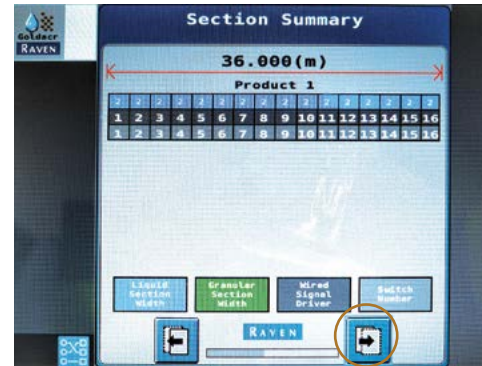 Goldacr
RAVEN
Section Summary
36.000(m)
Product 1
2 2 2 2 2 2 2 2 2 2 2 2 2 2 2 2
1 2 3 4 5 6 7 8 9 10 11 12 13 14 15 16
1 2 3 4 5 6 7 8 9 10 11 12 13 14 15 16
Liquid Section Width
Granular Section Width
Wired Signal Driver
Switch Number
RAVEN